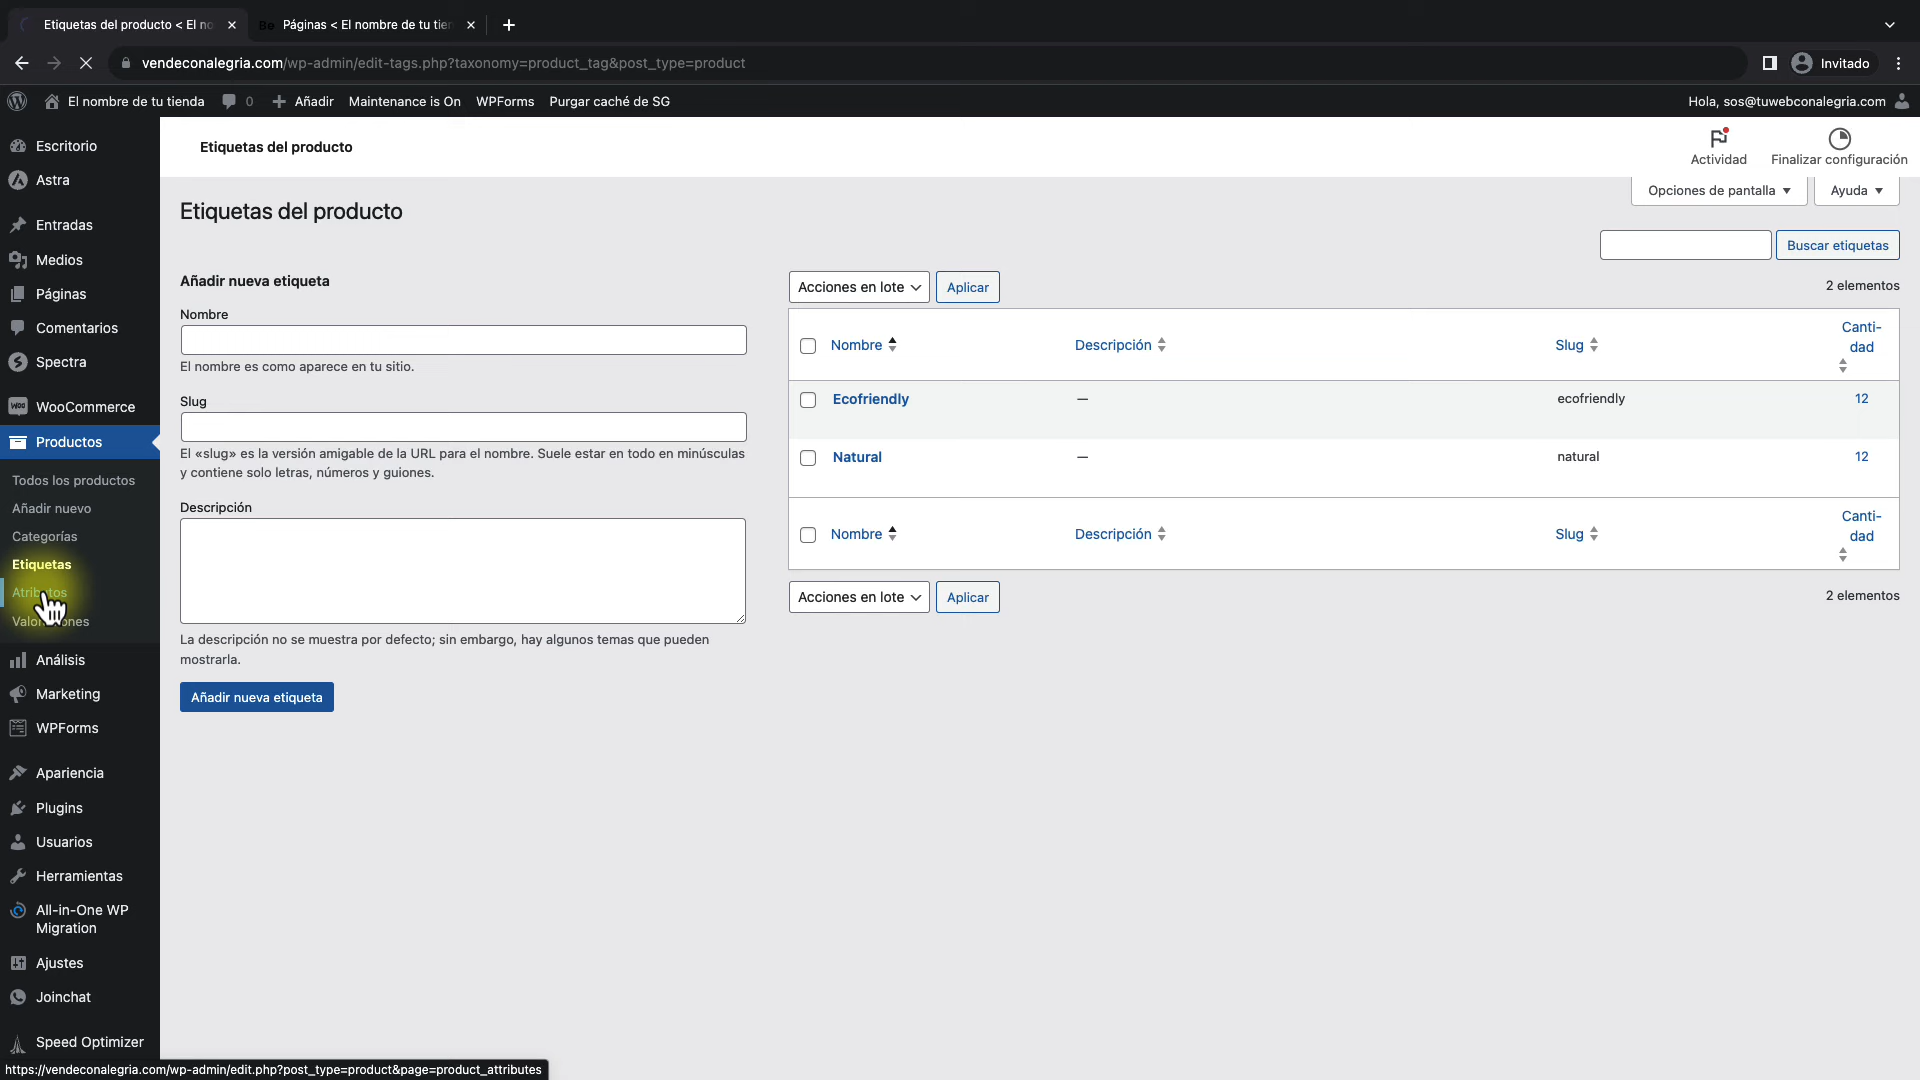 Etiquetas del producto < El no
Páginas < El nombre de tu tien
vendeconalegria.com/wp-admin/edit-tags.php?taxonomy=product_tag&post_type=product
Invitado
El nombre de tu tienda
0
Añadir
Maintenance is On
WPForms
Purgar caché de SG
Hola, sos@tuwebconalegria.com
Escritorio
Astra
Entradas
Medios
Páginas
Comentarios
Spectra
WooCommerce
Productos
Todos los productos
Añadir nuevo
Categorías
Etiquetas
Análisis
Marketing
WPForms
Apariencia
Plugins
Usuarios
Herramientas
All-in-One WP
Migration
Ajustes
Joinchat
Speed Optimizer
Etiquetas del producto
Actividad
Finalizar configuración
Opciones de pantalla
Ayuda
Etiquetas del producto
Buscar etiquetas
Añadir nueva etiqueta
Nombre
El nombre es como aparece en tu sitio.
Slug
El «slug» es la versión amigable de la URL para el nombre. Suele estar en todo en minúsculas
y contiene solo letras, números y guiones.
Descripción
La descripción no se muestra por defecto; sin embargo, hay algunos temas que pueden
mostrarla.
Añadir nueva etiqueta
Acciones en lote
Aplicar
2 elementos
Nombre
Descripción
Slug
Canti-
dad
Ecofriendly
—
ecofriendly
12
Natural
—
natural
12
Nombre
Descripción
Slug
Canti-
dad
Acciones en lote
Aplicar
2 elementos
https://vendeconalegria.com/wp-admin/edit.php?post_type=product&page=product_attributes